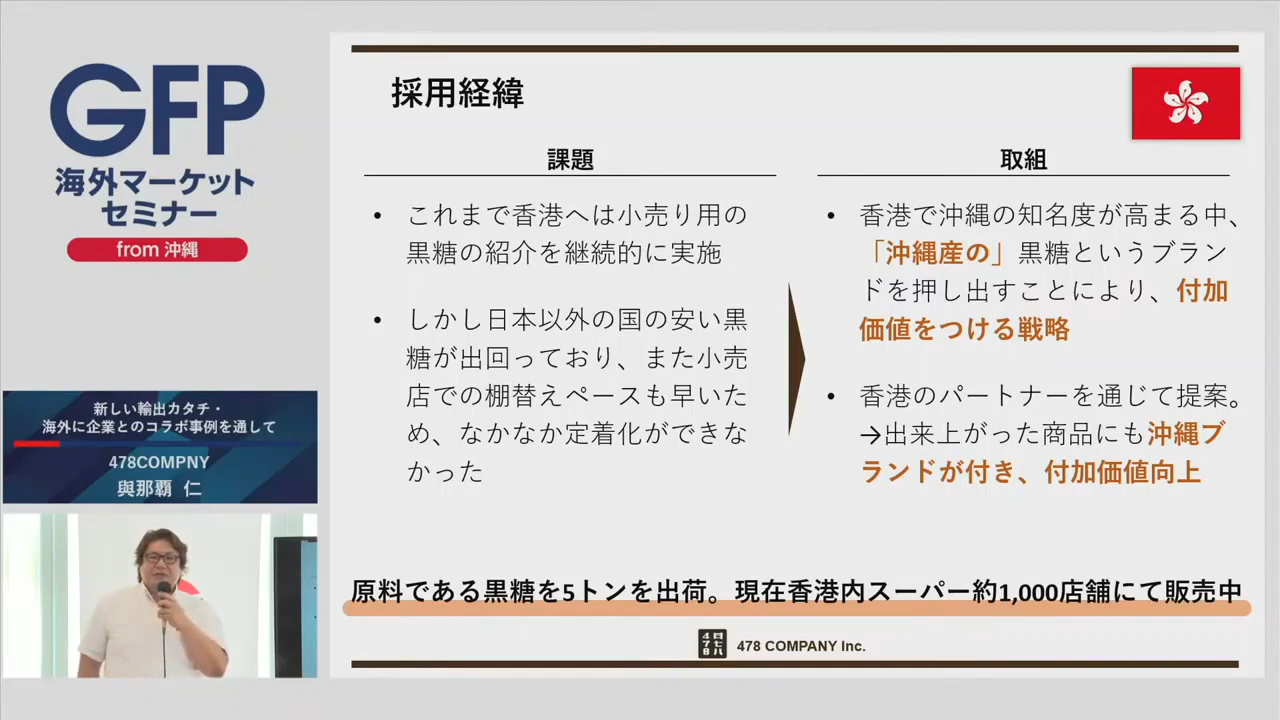 GFP
海外マーケット
セミナー
from 沖縄
新しい輸出カタチ・
海外に企業とのコラボ事例を通して
478COMPNY
與那覇 仁
採用経緯
課題
• これまで香港へは小売り用の
黒糖の紹介を継続的に実施
• しかし日本以外の国の安い黒
糖が出回っており、また小売
店での棚替えペースも早いた
め、なかなか定着化ができな
かった
取組
• 香港で沖縄の知名度が高まる中、
「沖縄産の」黒糖というブラン
ドを押し出すことにより、付加
価値をつける戦略
• 香港のパートナーを通じて提案。
→出来上がった商品にも沖縄ブ
ランドが付き、付加価値向上
原料である黒糖を5トンを出荷。現在香港内スーパー約1,000店舗にて販売中
478 四七八
478 COMPANY Inc.